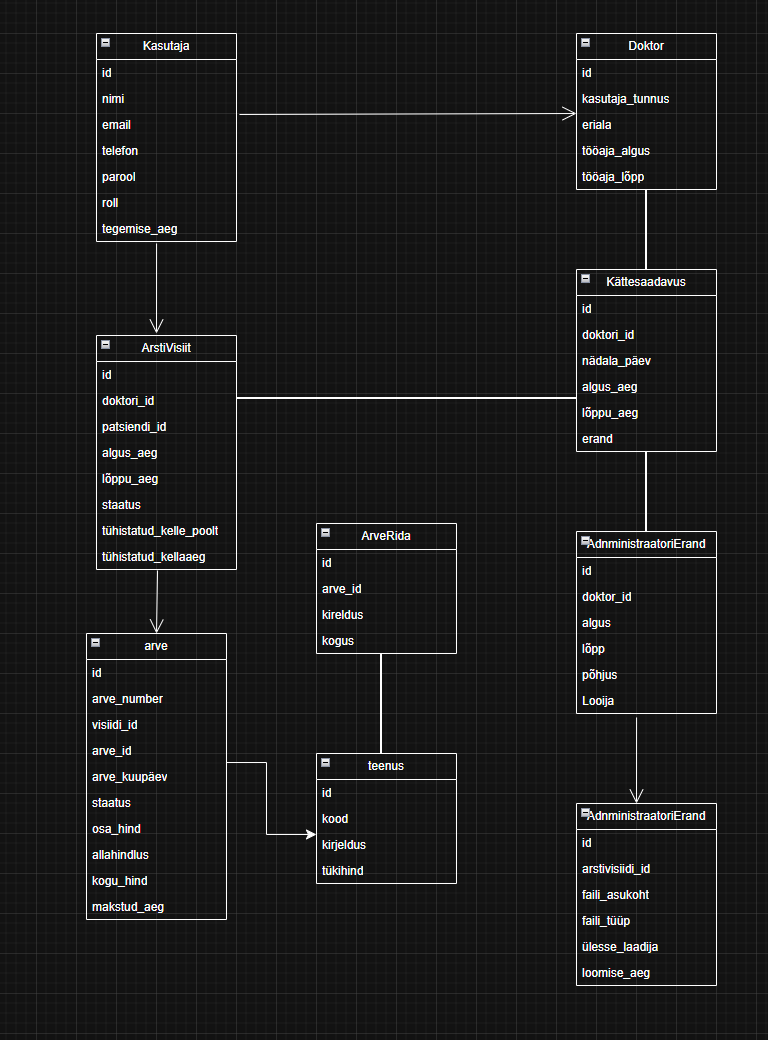 Kasutaja
id
nimi
email
telefon
parool
roll
tegemise_aeg
Doktor
id
kasutaja_tunnus
eriala
tööaja_algus
tööaja_lõpp
Kättesaadavus
id
doktori_id
nädala_päev
algus_aeg
lõppu_aeg
erand
ArstiVisiit
id
doktori_id
patsiendi_id
algus_aeg
lõppu_aeg
staatus
tühistatud_kelle_poolt
tühistatud_kellaaeg
ArveRida
id
arve_id
kireldus
kogus
AdnministraatoriErand
id
doktor_id
algus
lõpp
põhjus
Looija
arve
id
arve_number
visiidi_id
arve_id
arve_kuupäev
staatus
osa_hind
allahindlus
kogu_hind
makstud_aeg
teenus
id
kood
kirjeldus
tükihind
AdnministraatoriErand
id
arstivisiidi_id
faili_asukoht
faili_tüüp
ülesse_laadija
loomise_aeg